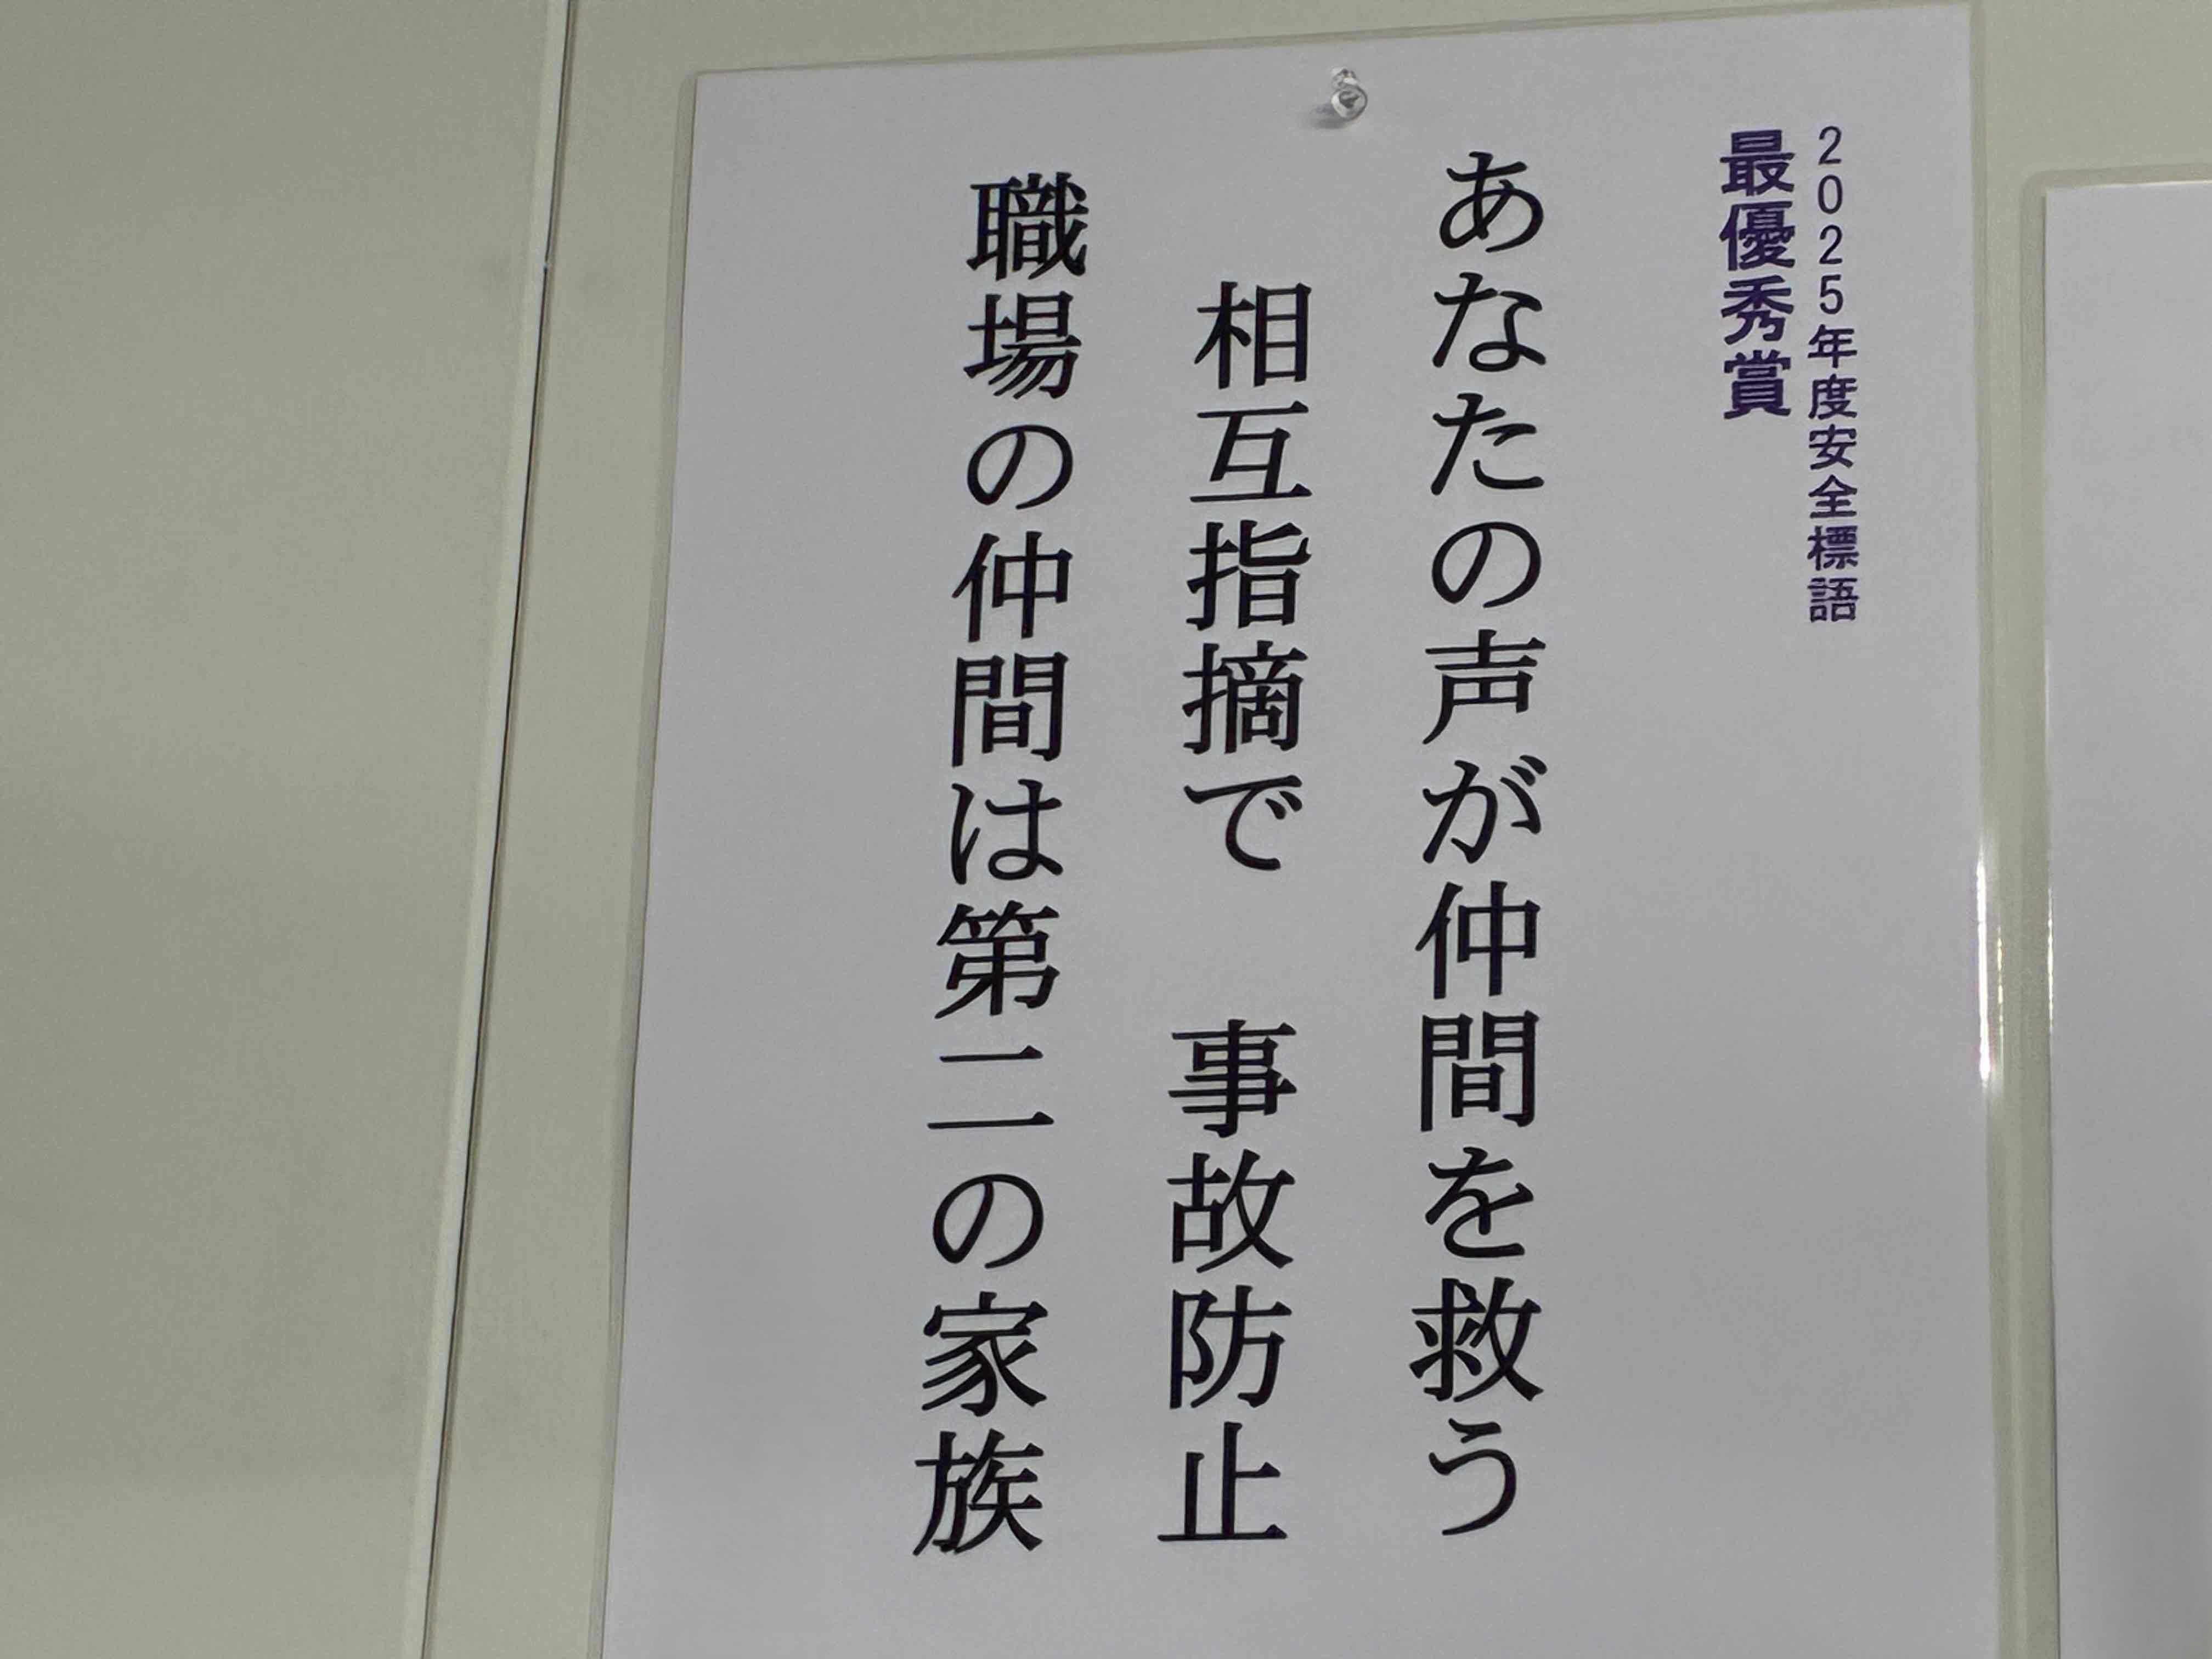 2025年度安全標語
最優秀賞
あなたの声が仲間を救う
相互指摘で　事故防止
職場の仲間は第二の家族